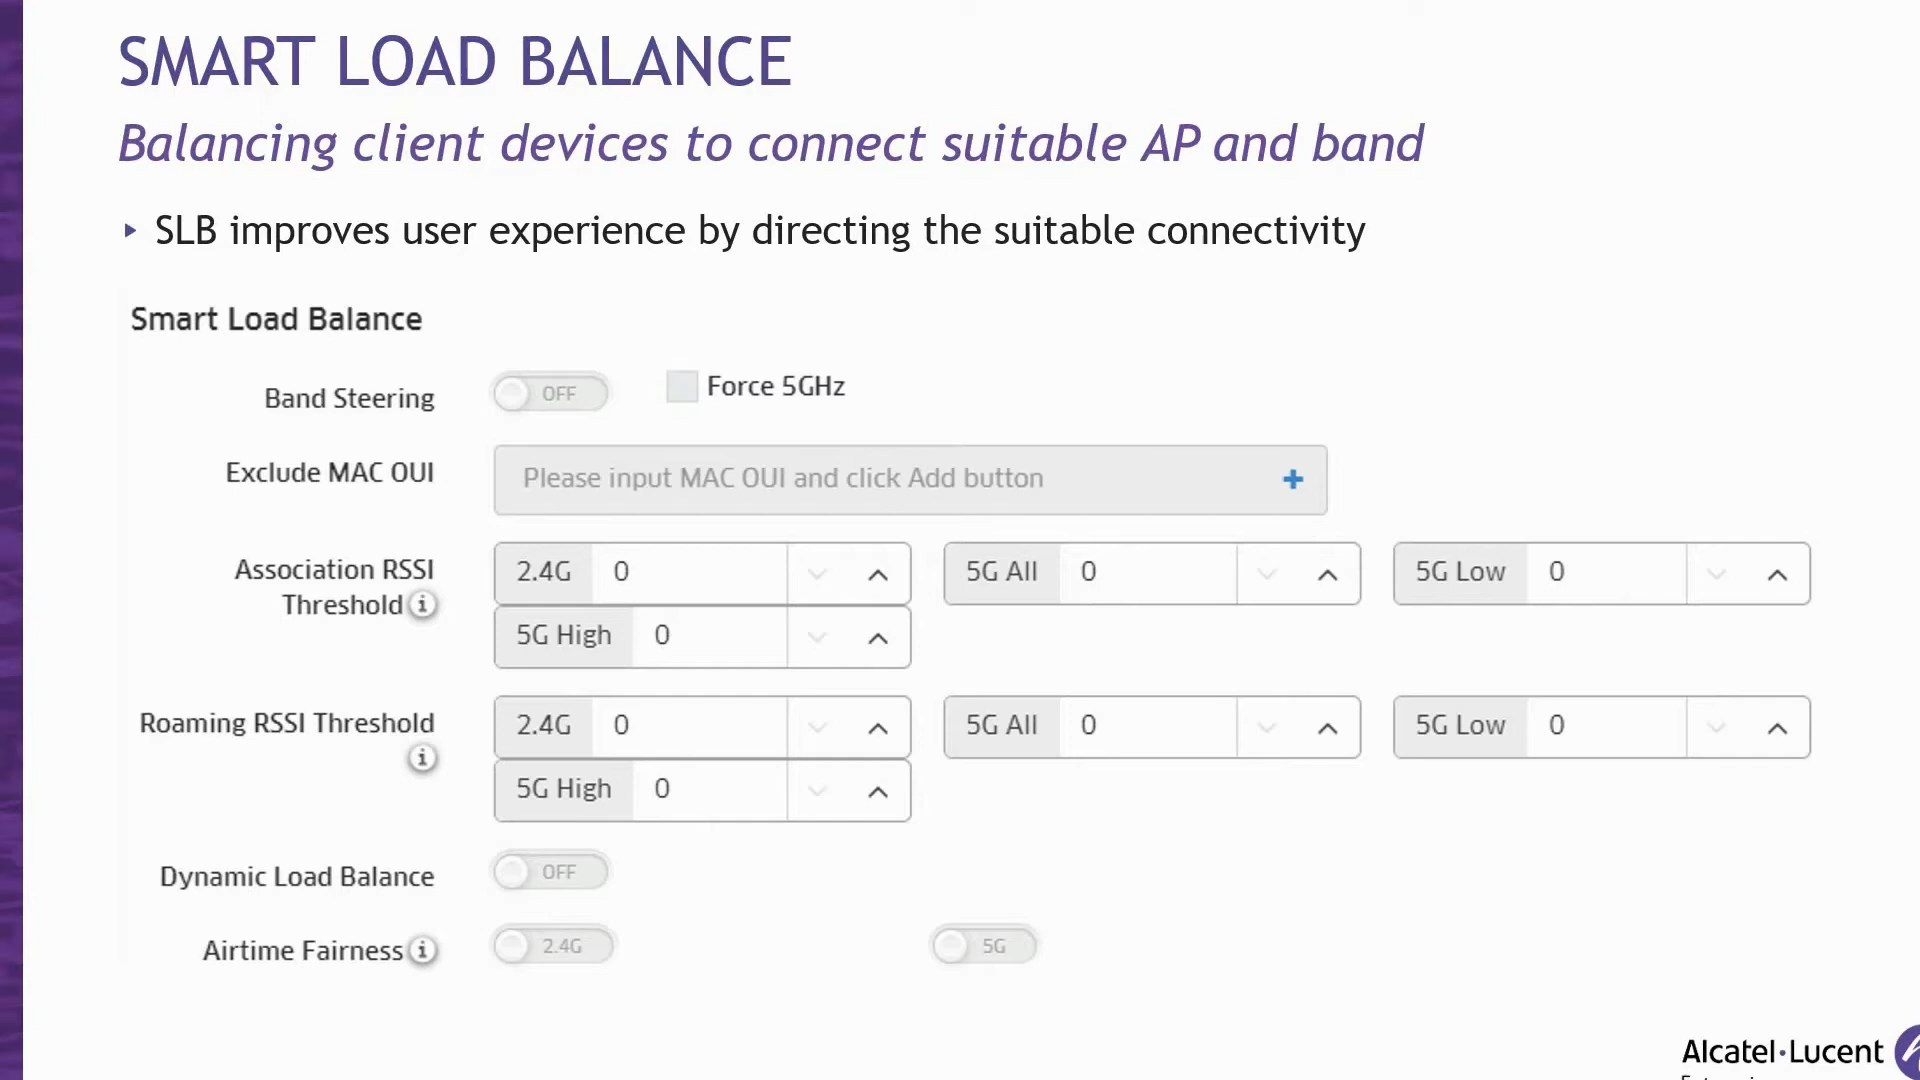 SMART LOAD BALANCE
Balancing client devices to connect suitable AP and band
SLB improves user experience by directing the suitable connectivity
Smart Load Balance
Band Steering OFF Force 5GHz
Exclude MAC OUI Please input MAC OUI and click Add button +
Association RSSI Threshold i 2.4G 0 5G All 0 5G Low 0
5G High 0
Roaming RSSI Threshold i 2.4G 0 5G All 0 5G Low 0
5G High 0
Dynamic Load Balance OFF
Airtime Fairness i 2.4G 5G
Alcatel·Lucent